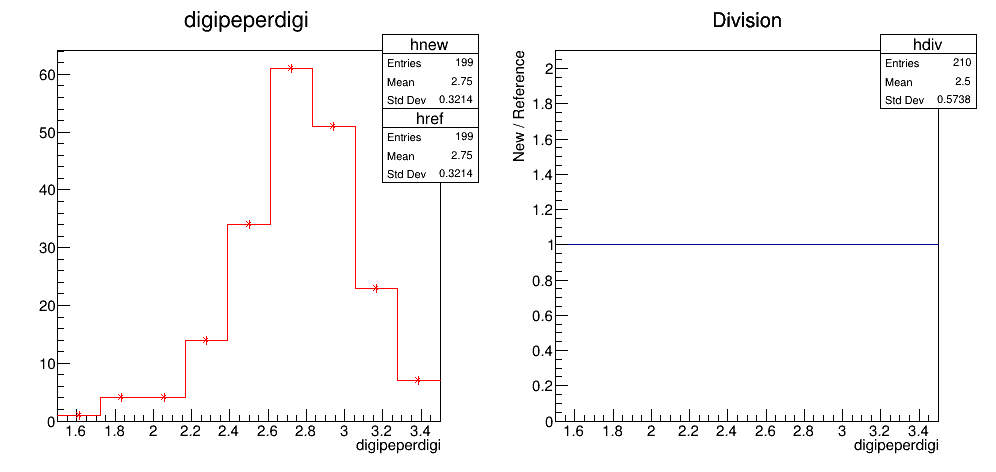 digipeperdigi
hnew
Entries 199
Mean 2.75
Std Dev 0.3214
href
Entries 199
Mean 2.75
Std Dev 0.3214
60
50
40
30
20
10
0
1.6 1.8 2 2.2 2.4 2.6 2.8 3 3.2 3.4
digipeperdigi
Division
hdiv
Entries 210
Mean 2.5
Std Dev 0.5738
New / Reference
2
1.8
1.6
1.4
1.2
1
0.8
0.6
0.4
0.2
0
1.6 1.8 2 2.2 2.4 2.6 2.8 3 3.2 3.4
digipeperdigi